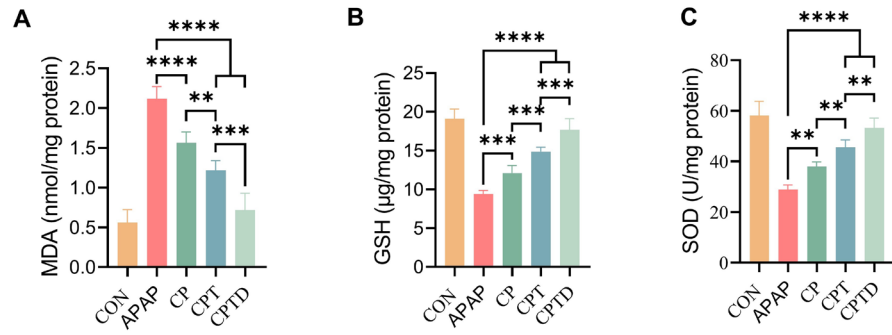 A
MDA (nmol/mg protein)
2.5
2.0
1.5
1.0
0.5
0.0
****
****
**
***
CON
APAP
CP
CPT
CPTD
B
GSH (μg/mg protein)
25
20
15
10
5
0
****
***
***
***
CON
APAP
CP
CPT
CPTD
C
SOD (U/mg protein)
80
60
40
20
0
****
**
**
**
CON
APAP
CP
CPT
CPTD